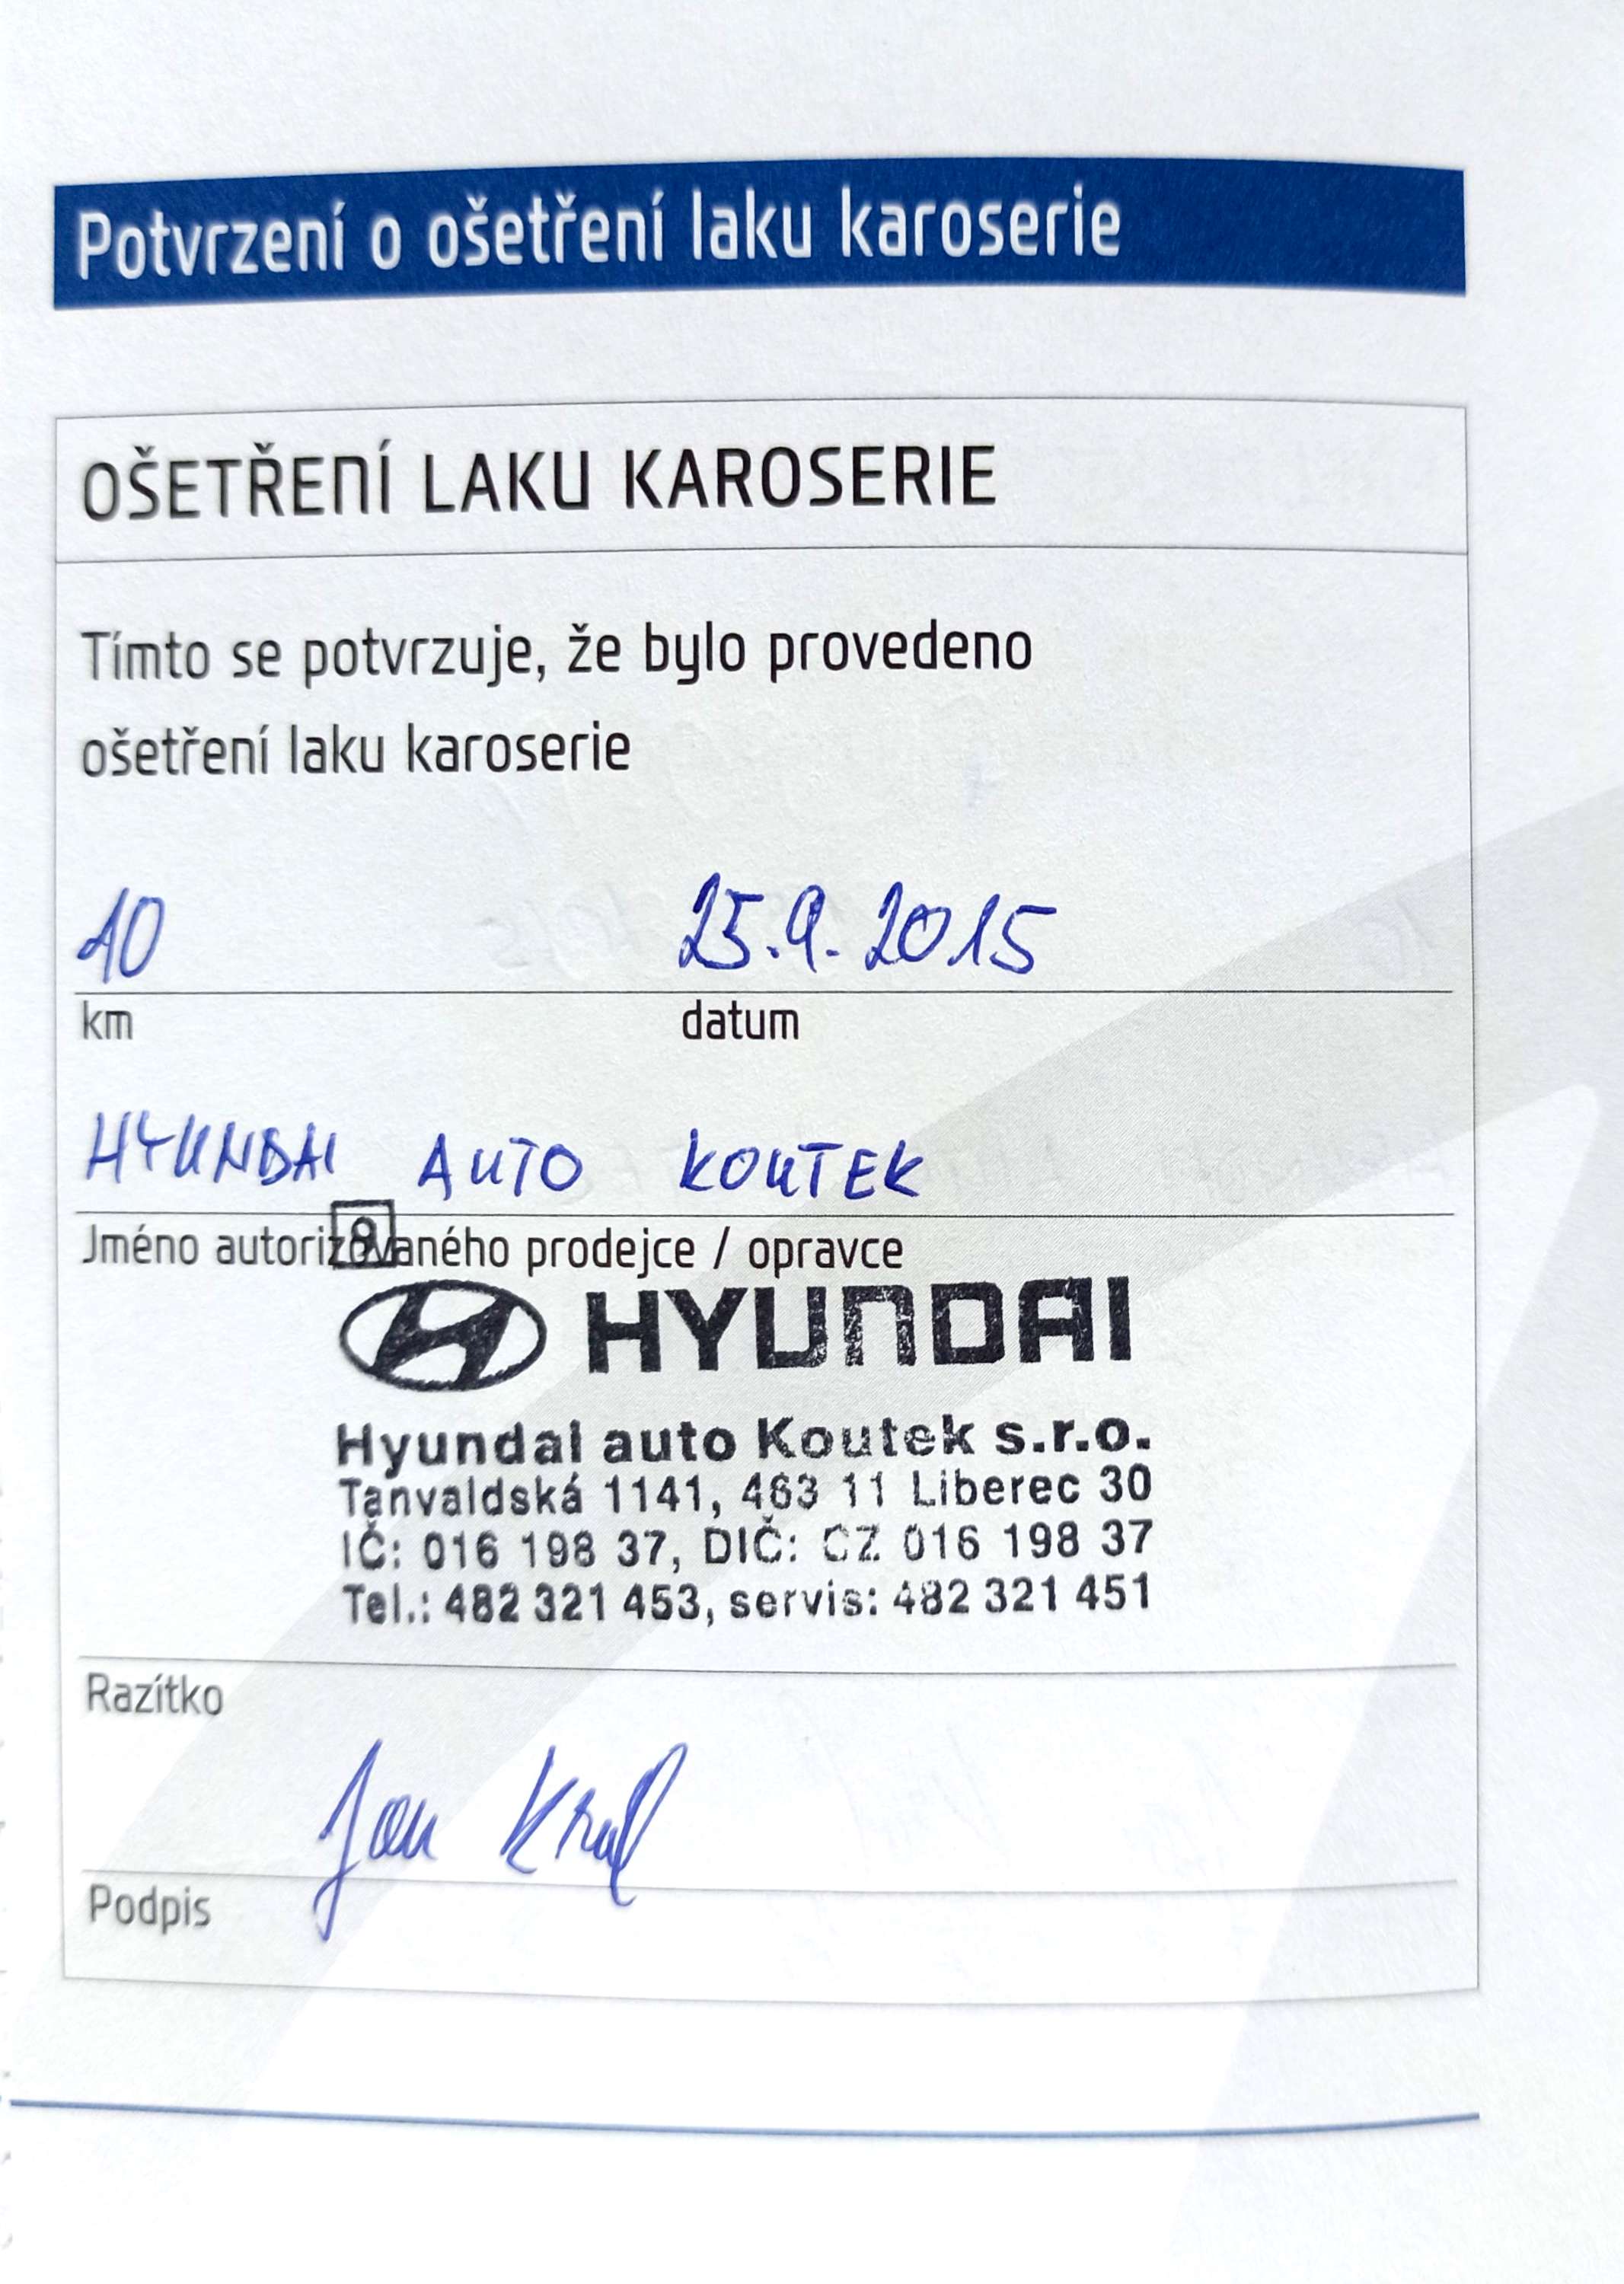 Potvrzení o ošetření laku karoserie
OŠETŘENÍ LAKU KAROSERIE
Tímto se potvrzuje, že bylo provedeno
ošetření laku karoserie
10 25.9.2015
km datum
HYUNDAI AUTO KOUTEK
Jméno autorizovaného prodejce / opravce
9
HYUNDAI
Hyundai auto Koutek s.r.o.
Tanvaldská 1141, 463 11 Liberec 30
IČ: 016 198 37, DIČ: CZ 016 198 37
Tel.: 482 321 453, servis: 482 321 451
Razítko
Jan Kral
Podpis